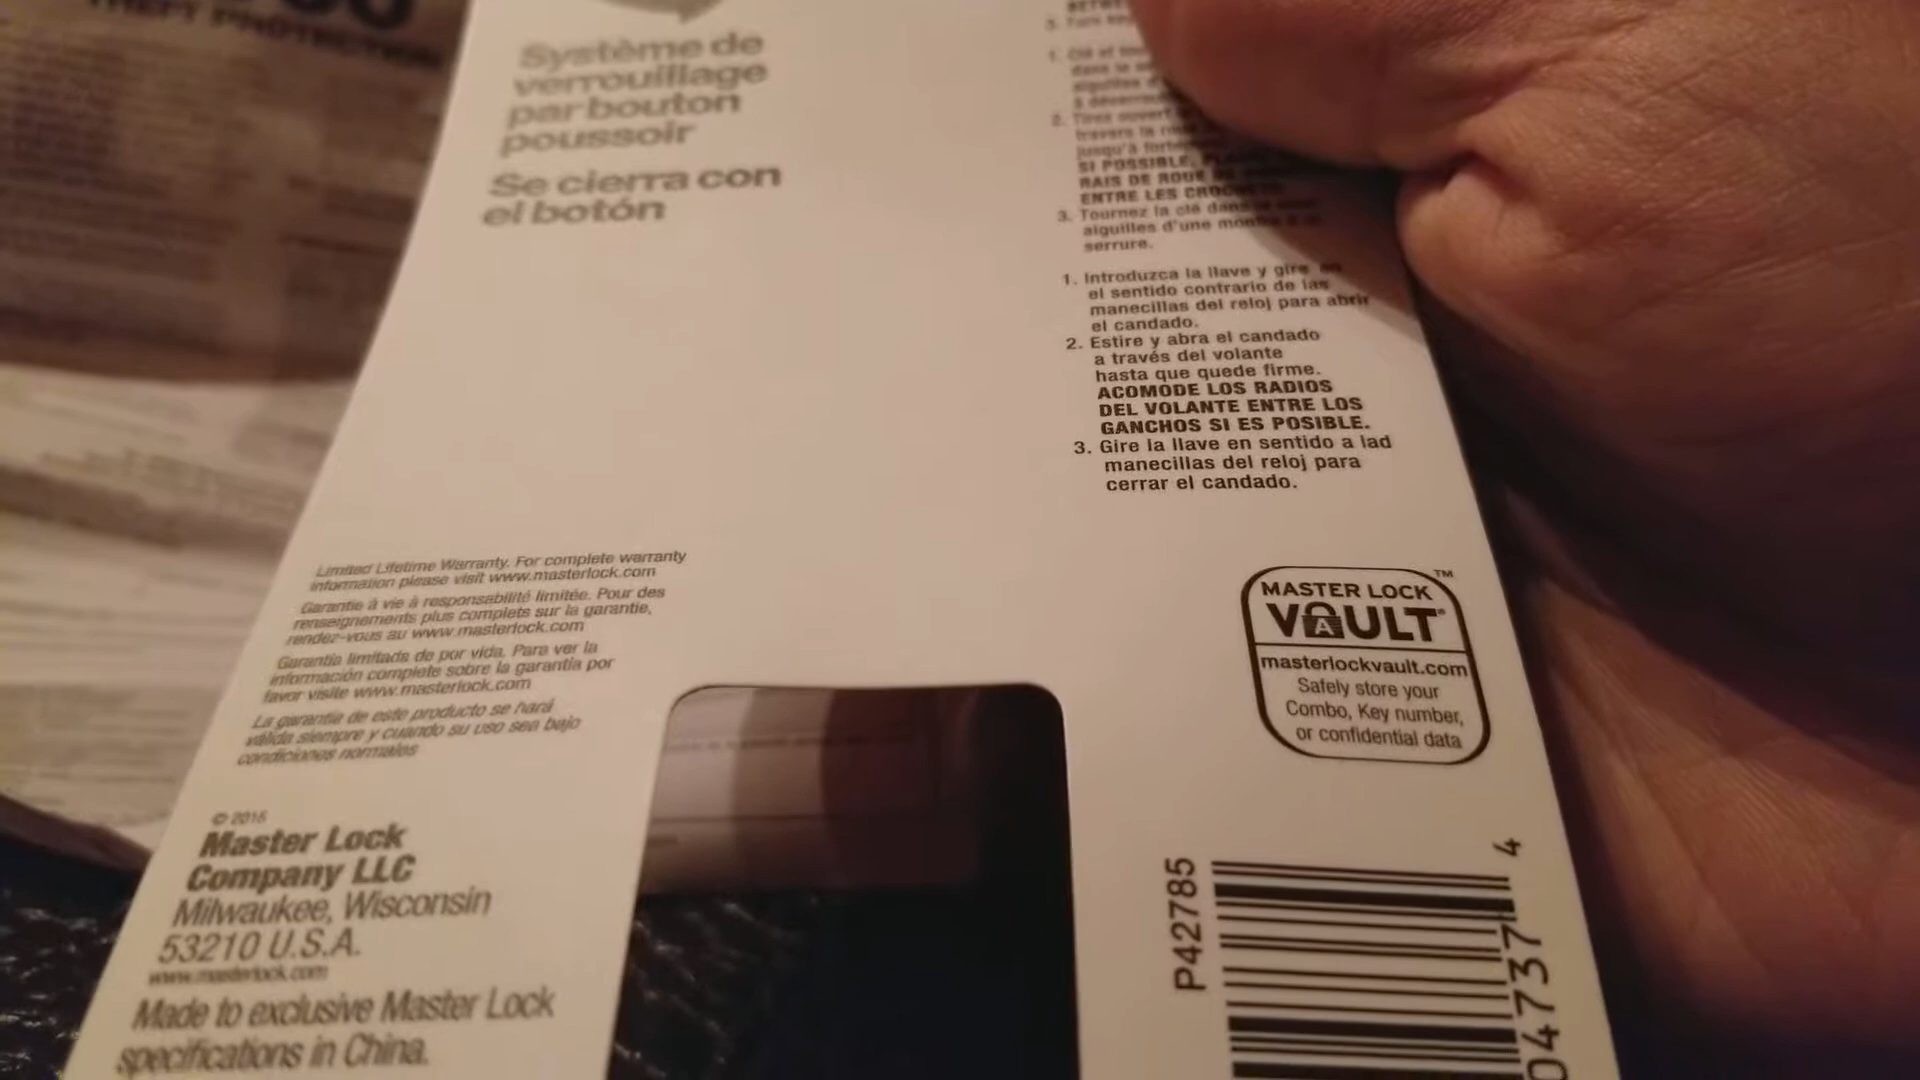 THEFT PROTECTION
Système de
verrouillage
par bouton
poussoir
Se cierra con
el botón
SI POSSIBLE,
RAIS DE ROUE
ENTRE LES
3. Tournez la clé dans
aiguilles d'une
serrure.
1. Introduzca la llave y gire en
el sentido contrario de las
manecillas del reloj para abrir
el candado.
2. Estire y abra el candado
a través del volante
hasta que quede firme.
ACOMODE LOS RADIOS
DEL VOLANTE ENTRE LOS
GANCHOS SI ES POSIBLE.
3. Gire la llave en sentido a lad
manecillas del reloj para
cerrar el candado.
Limited Lifetime Warranty. For complete warranty
information please visit www.masterlock.com
Garantie à vie à responsabilité limitée. Pour des
renseignements plus complets sur la garantie,
rendez-vous au www.masterlock.com
Garantía limitada de por vida. Para ver la
información completa sobre la garantía por
favor visite www.masterlock.com
La garantía de este producto se hará
válida siempre y cuando su uso sea bajo
condiciones normales
MASTER LOCK™
VAULT®
masterlockvault.com
Safely store your
Combo, Key number,
or confidential data
Master Lock
Company LLC
Milwaukee, Wisconsin
53210 U.S.A.
www.masterlock.com
Made to exclusive Master Lock
specifications in China.
P42785
04737 4